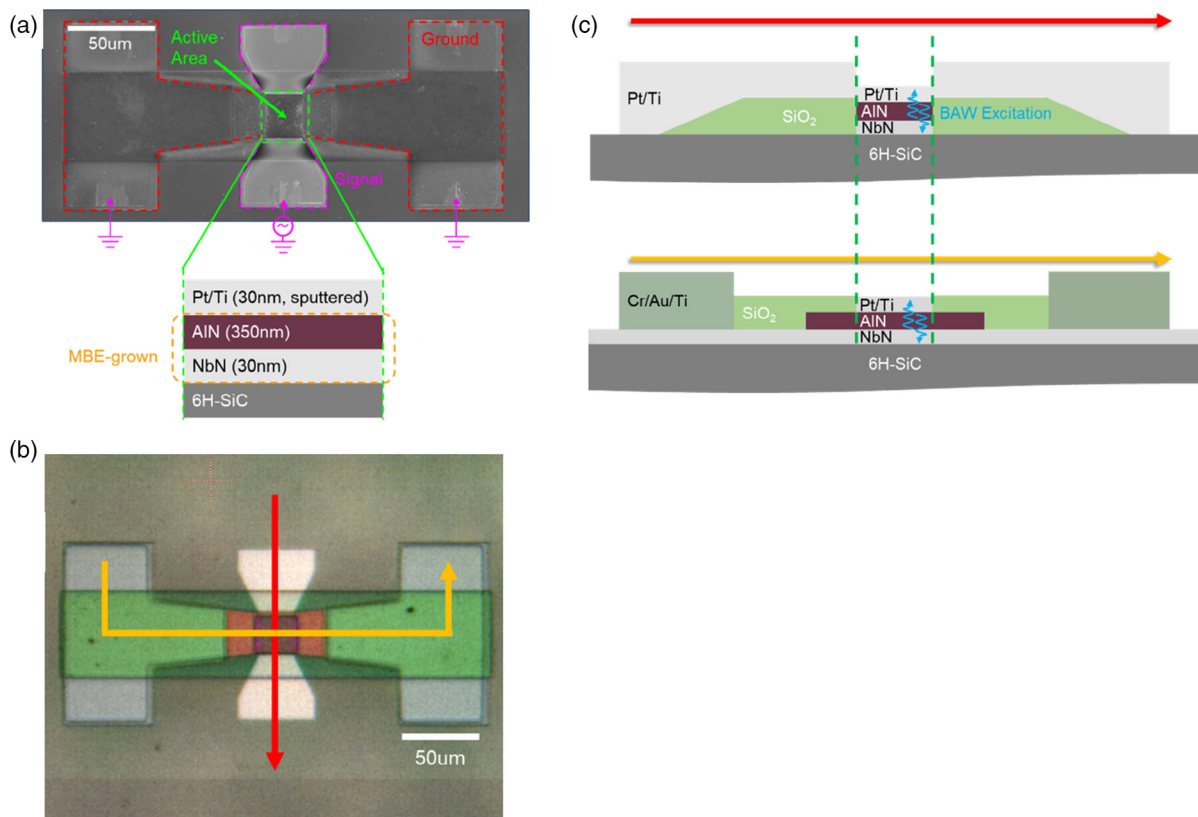 (a)
50um
Active
Area
Ground
Signal
Pt/Ti (30nm, sputtered)
AlN (350nm)
MBE-grown
NbN (30nm)
6H-SiC
(b)
50um
(c)
Pt/Ti
SiO₂
Pt/Ti
AlN
NbN
BAW Excitation
6H-SiC
Cr/Au/Ti
SiO₂
Pt/Ti
AlN
NbN
6H-SiC